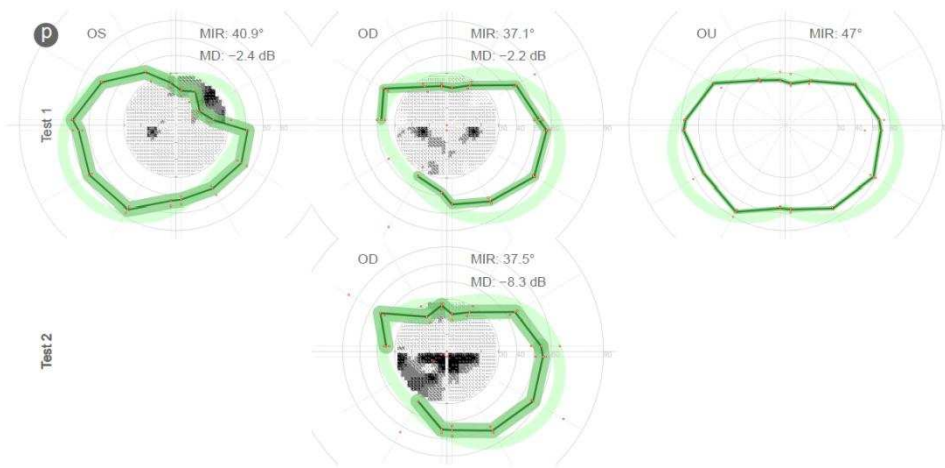 p
OS
MIR: 40.9°
MD: −2.4 dB
OD
MIR: 37.1°
MD: −2.2 dB
OU
MIR: 47°
Test 1
OD
MIR: 37.5°
MD: −8.3 dB
Test 2